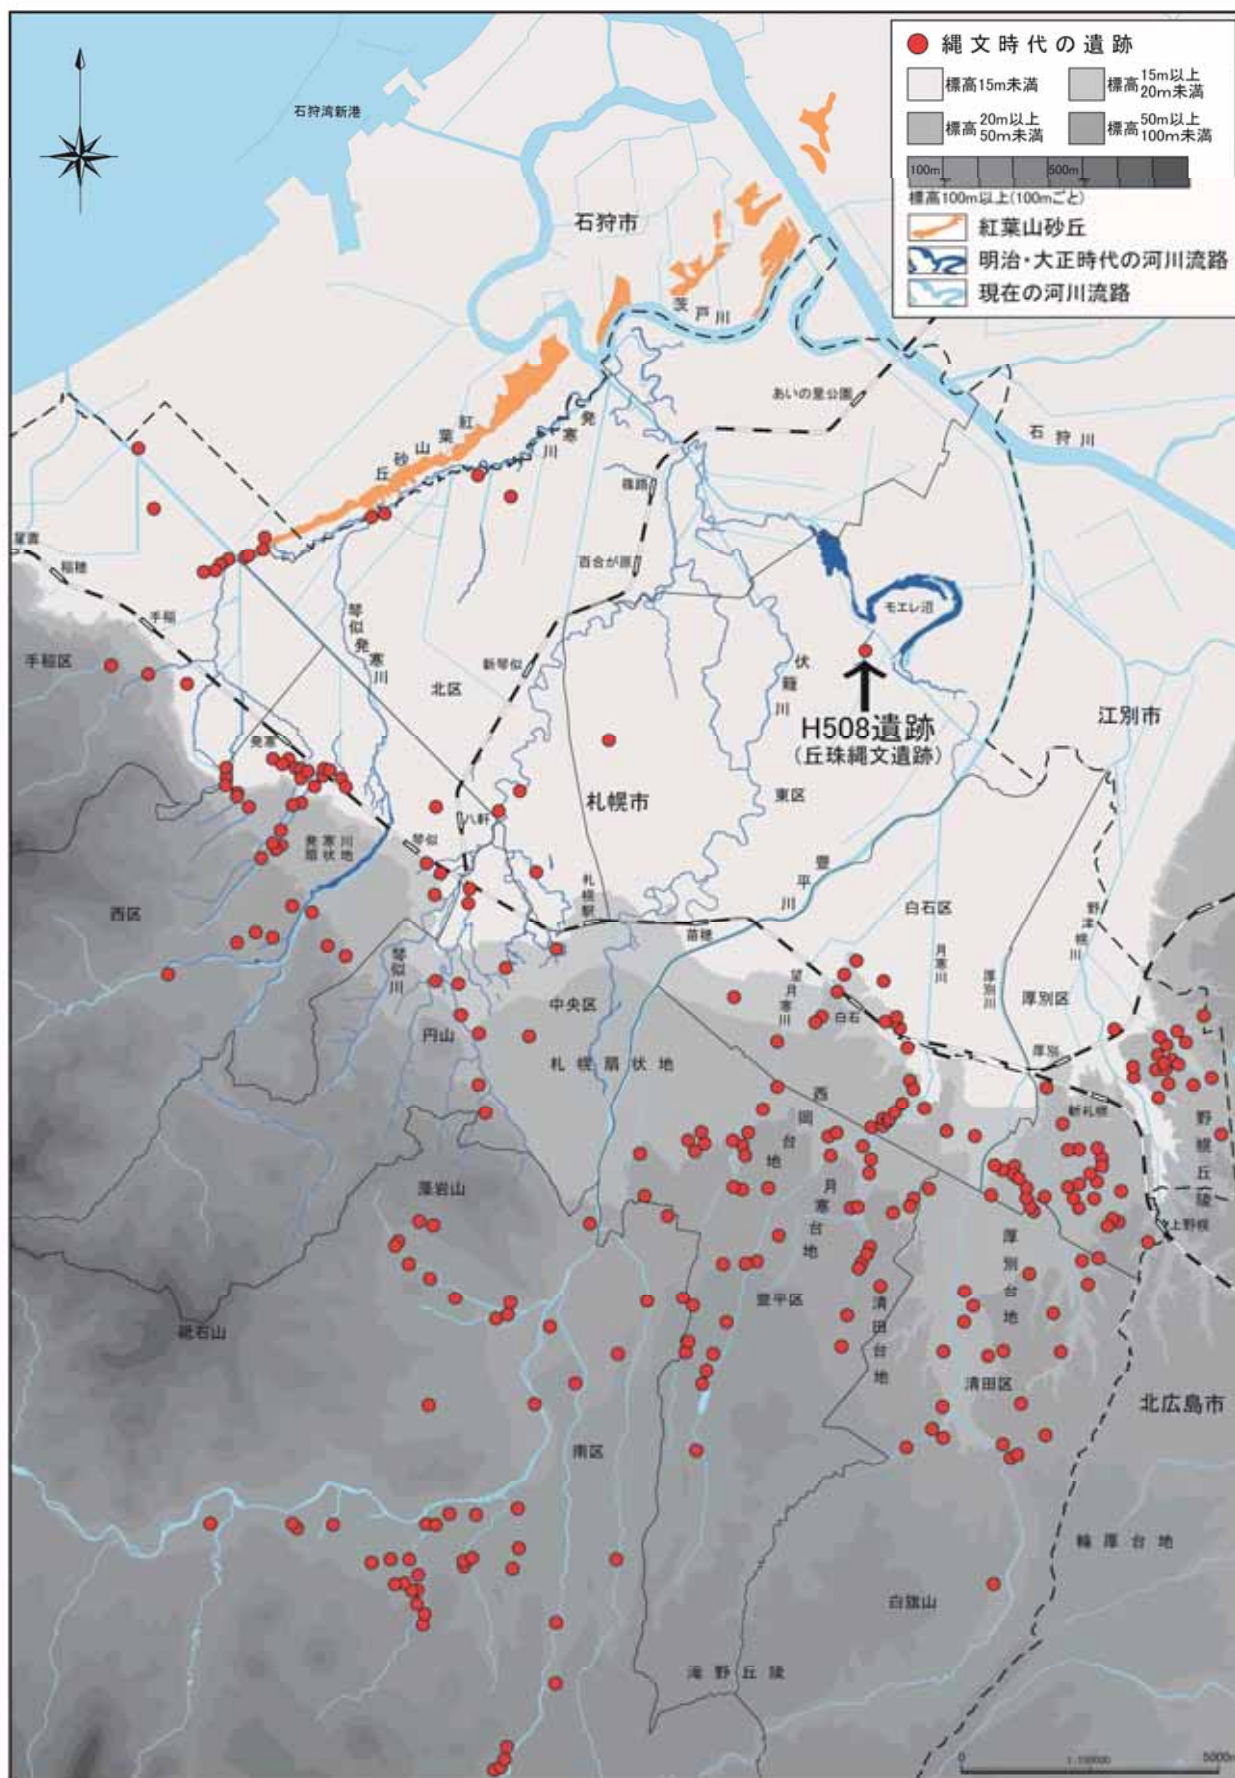 縄文時代の遺跡
標高15m未満
標高15m以上20m未満
標高20m以上50m未満
標高50m以上100m未満
100m
500m
標高100m以上(100mごと)
紅葉山砂丘
明治・大正時代の河川流路
現在の河川流路
石狩湾新港
石狩市
茨戸川
あいの里公園
石狩川
紅葉山砂丘
発寒川
篠路
星置
稲穂
百合が原
手稲
琴似発寒川
モエレ沼
手稲区
新琴似
北区
伏籠川
江別市
H508遺跡
(丘珠縄文遺跡)
発寒
札幌市
東区
八軒
琴似
発寒川扇状地
札幌駅
豊平川
西区
苗穂
白石区
野津幌川
月寒川
厚別川
琴似川
望月寒川
厚別区
中央区
白石
円山
札幌扇状地
厚別
西岡台地
新札幌
野幌丘陵
月寒台地
藻岩山
上野幌
厚別台地
豊平区
清田台地
砥石山
清田区
北広島市
南区
輪厚台地
白旗山
滝野丘陵
0
1:100000
5000m